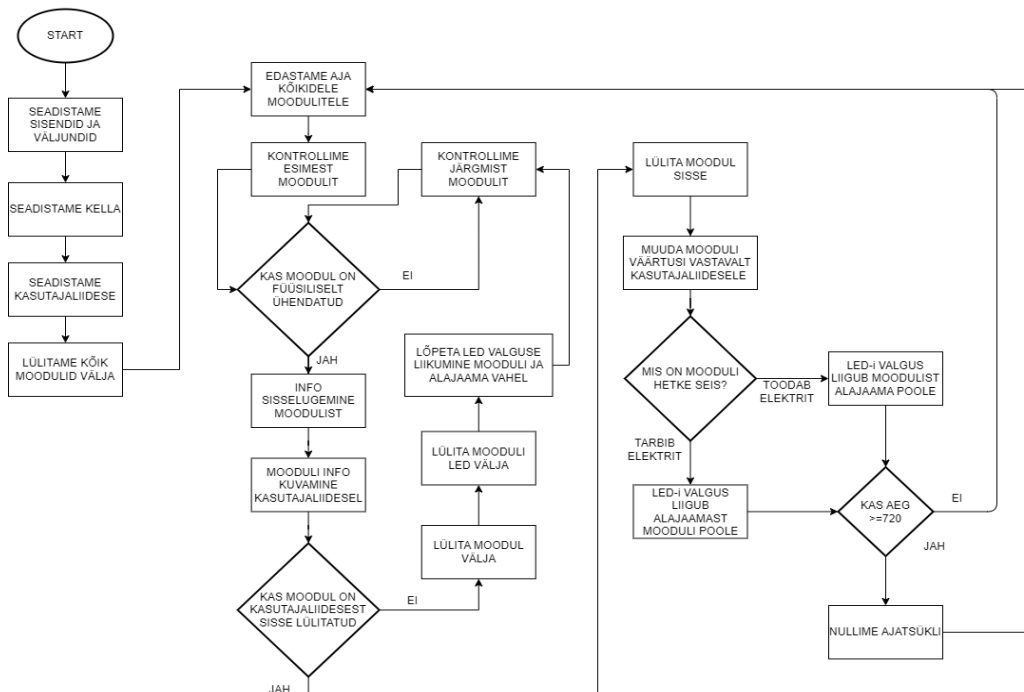 START
SEADISTAME
SISENDID JA
VÄLJUNDID
SEADISTAME KELLA
SEADISTAME
KASUTAJALIIDESE
LÜLITAME KÕIK
MOODULID VÄLJA
EDASTAME AJA
KÕIKIDELE
MOODULITELE
KONTROLLIME
ESIMEST
MOODULIT
KONTROLLIME
JÄRGMIST
MOODULIT
KAS MOODUL ON
FÜÜSILISELT
ÜHENDATUD
EI
JAH
INFO
SISSELUGEMINE
MOODULIST
MOODULI INFO
KUVAMINE
KASUTAJALIIDESEL
KAS MOODUL ON
KASUTAJALIIDESEST
SISSE LÜLITATUD
EI
JAH
LÜLITA MOODUL
VÄLJA
LÜLITA MOODULI
LED VÄLJA
LÕPETA LED VALGUSE
LIIKUMINE MOODULI JA
ALAJAAMA VAHEL
LÜLITA MOODUL
SISSE
MUUDA MOODULI
VÄÄRTUSI VASTAVALT
KASUTAJALIIDESELE
MIS ON MOODULI
HETKE SEIS?
TOODAB
ELEKTRIT
TARBIB
ELEKTRIT
LED-i VALGUS
LIIGUB MOODULIST
ALAJAAMA POOLE
LED-i VALGUS
LIIGUB
ALAJAAMAST
MOODULI POOLE
KAS AEG
>=720
EI
JAH
NULLIME AJATSÜKLI